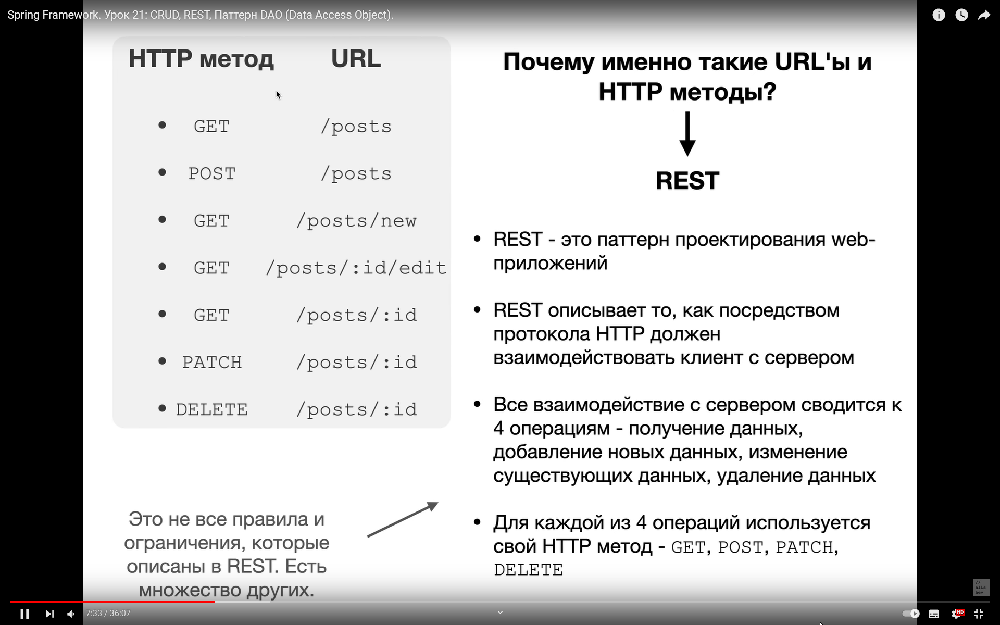 Spring Framework. Урок 21: CRUD, REST, Паттерн DAO (Data Access Object).
HTTP метод URL
GET /posts
POST /posts
GET /posts/new
GET /posts/:id/edit
GET /posts/:id
PATCH /posts/:id
DELETE /posts/:id
Это не все правила и
ограничения, которые
описаны в REST. Есть
множество других.
Почему именно такие URL'ы и
HTTP методы?
REST
REST - это паттерн проектирования web-
приложений
REST описывает то, как посредством
протокола HTTP должен
взаимодействовать клиент с сервером
Все взаимодействие с сервером сводится к
4 операциям - получение данных,
добавление новых данных, изменение
существующих данных, удаление данных
Для каждой из 4 операций используется
свой HTTP метод - GET, POST, PATCH,
DELETE
//
alis
hev
7:33 / 36:07
HD